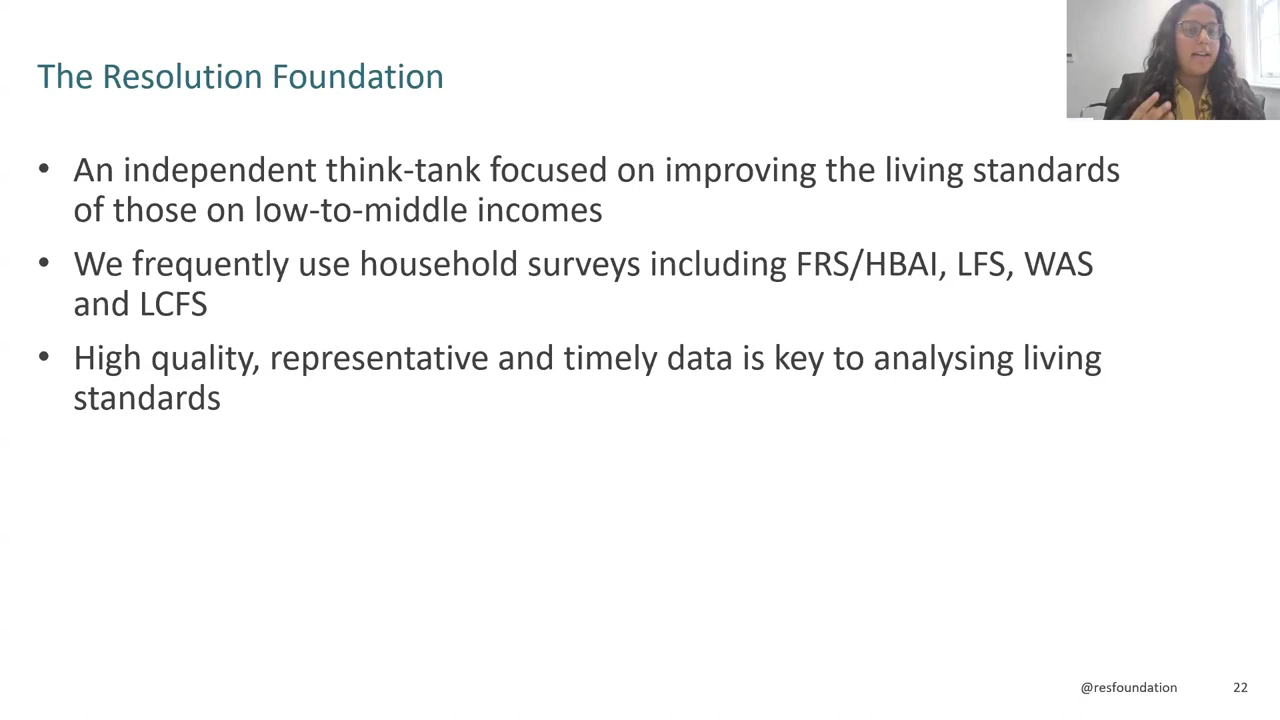 The Resolution Foundation
• An independent think-tank focused on improving the living standards
of those on low-to-middle incomes
• We frequently use household surveys including FRS/HBAI, LFS, WAS
and LCFS
• High quality, representative and timely data is key to analysing living
standards
@resfoundation 22